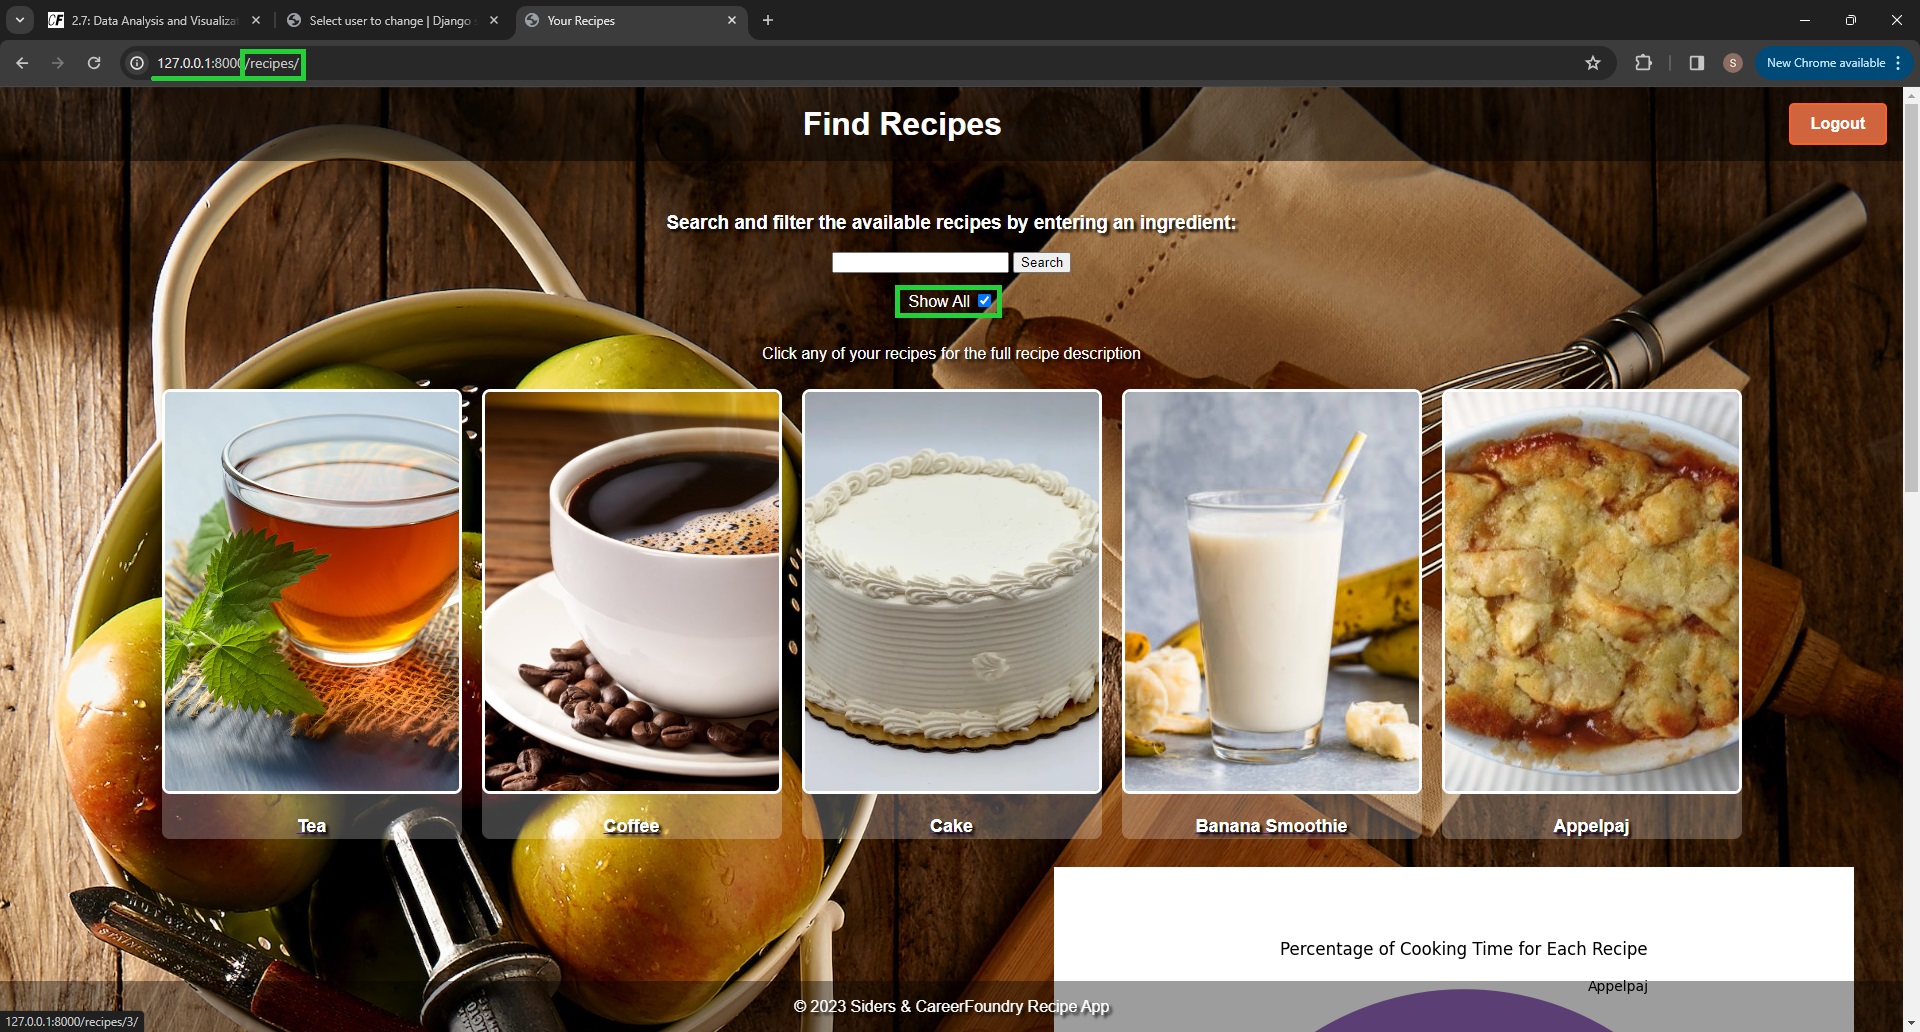 2.7: Data Analysis and Visualizat
Select user to change | Django s
Your Recipes
127.0.0.1:8000/recipes/
S
New Chrome available
Find Recipes
Logout
Search and filter the available recipes by entering an ingredient:
Search
Show All
Click any of your recipes for the full recipe description
Tea
Coffee
Cake
Banana Smoothie
Appelpaj
Percentage of Cooking Time for Each Recipe
Appelpaj
© 2023 Siders & CareerFoundry Recipe App
127.0.0.1:8000/recipes/3/